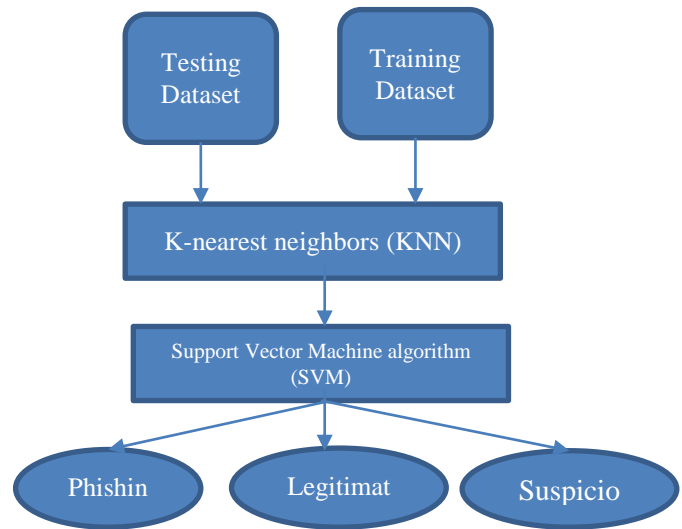 Testing
Dataset
Training
Dataset
K-nearest neighbors (KNN)
Support Vector Machine algorithm
(SVM)
Phishin
Legitimat
Suspicio